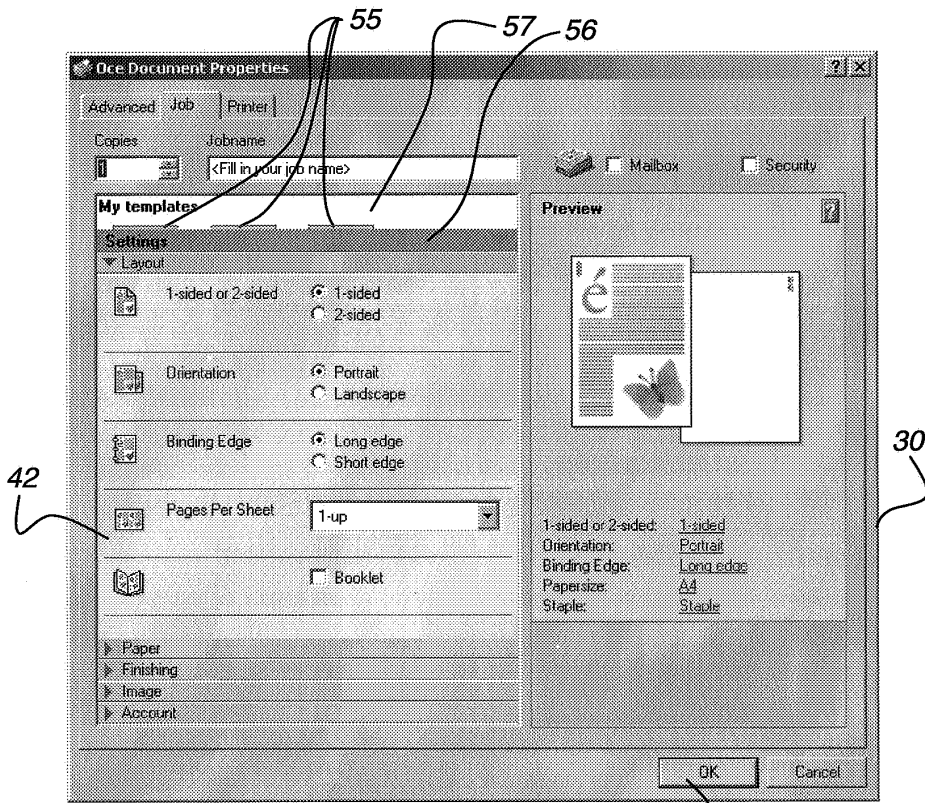 55 57 56
Oce Document Properties ? X
Advanced Job Printer
Copies Jobname
1 <Fill in your job name> Mailbox Security
My templates
Settings
Layout
1-sided or 2-sided 1-sided
2-sided
Orientation Portrait
Landscape
Binding Edge Long edge
Short edge
Pages Per Sheet 1-up
Booklet
Paper
Finishing
Image
Account
Preview ?
é
1-sided or 2-sided: 1-sided
Orientation: Portrait
Binding Edge: Long edge
Papersize: A4
Staple: Staple
OK Cancel
42
30